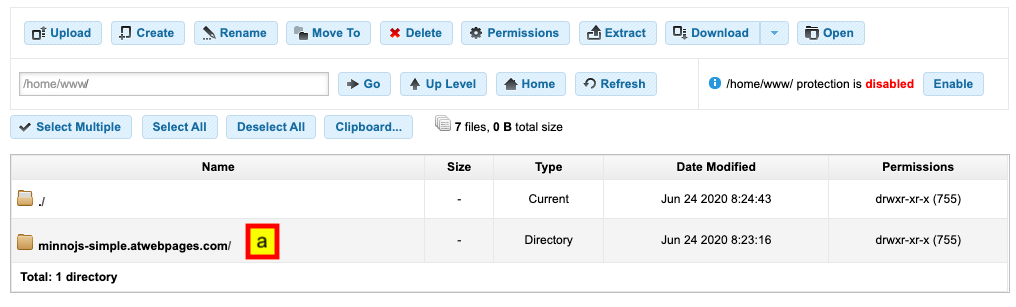 Upload Create Rename Move To Delete Permissions Extract Download Open
/home/www/ Go Up Level Home Refresh /home/www/ protection is disabled Enable
Select Multiple Select All Deselect All Clipboard... 7 files, 0 B total size
Name Size Type Date Modified Permissions
./ - Current Jun 24 2020 8:24:43 drwxr-xr-x (755)
minnojs-simple.atwebpages.com/ a - Directory Jun 24 2020 8:23:16 drwxr-xr-x (755)
Total: 1 directory